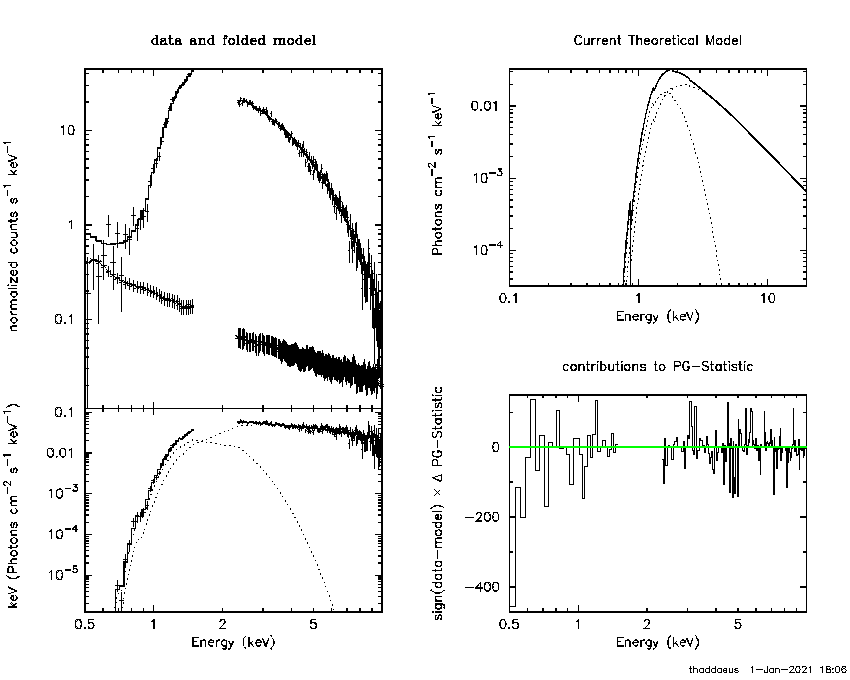 data and folded model
normalized counts s−1 keV−1
10
1
0.1
keV (Photons cm−2 s−1 keV−1)
0.1
0.01
10−3
10−4
10−5
0.5 1 2 5
Energy (keV)
Current Theoretical Model
Photons cm−2 s−1 keV−1
0.01
10−3
10−4
0.1 1 10
Energy (keV)
contributions to PG−Statistic
sign(data−model) × Δ PG−Statistic
0
−200
−400
0.5 1 2 5
Energy (keV)
thaddaeus 1−Jan−2021 18:06